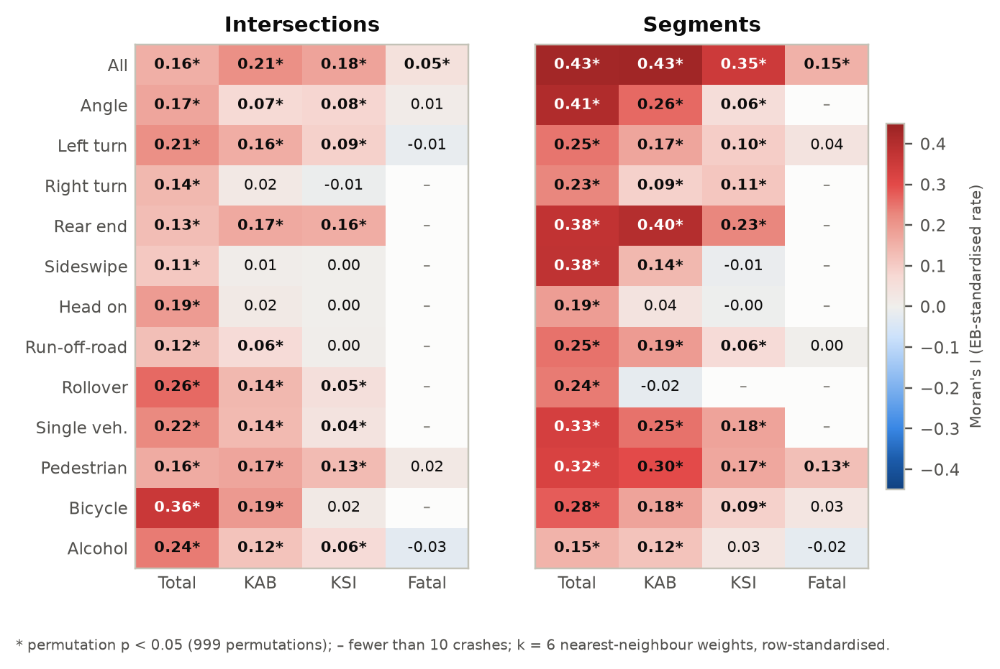 Intersections Segments
All 0.16* 0.21* 0.18* 0.05* 0.43* 0.43* 0.35* 0.15*
Angle 0.17* 0.07* 0.08* 0.01 0.41* 0.26* 0.06* –
Left turn 0.21* 0.16* 0.09* -0.01 0.25* 0.17* 0.10* 0.04
Right turn 0.14* 0.02 -0.01 – 0.23* 0.09* 0.11* –
Rear end 0.13* 0.17* 0.16* – 0.38* 0.40* 0.23* –
Sideswipe 0.11* 0.01 0.00 – 0.38* 0.14* -0.01 –
Head on 0.19* 0.02 0.00 – 0.19* 0.04 -0.00 –
Run-off-road 0.12* 0.06* 0.00 – 0.25* 0.19* 0.06* 0.00
Rollover 0.26* 0.14* 0.05* – 0.24* -0.02 – –
Single veh. 0.22* 0.14* 0.04* – 0.33* 0.25* 0.18* –
Pedestrian 0.16* 0.17* 0.13* 0.02 0.32* 0.30* 0.17* 0.13*
Bicycle 0.36* 0.19* 0.02 – 0.28* 0.18* 0.09* 0.03
Alcohol 0.24* 0.12* 0.06* -0.03 0.15* 0.12* 0.03 -0.02
Total KAB KSI Fatal Total KAB KSI Fatal
0.4
0.3
0.2
0.1
0.0
−0.1
−0.2
−0.3
−0.4
Moran's I (EB-standardised rate)
* permutation p < 0.05 (999 permutations); – fewer than 10 crashes; k = 6 nearest-neighbour weights, row-standardised.